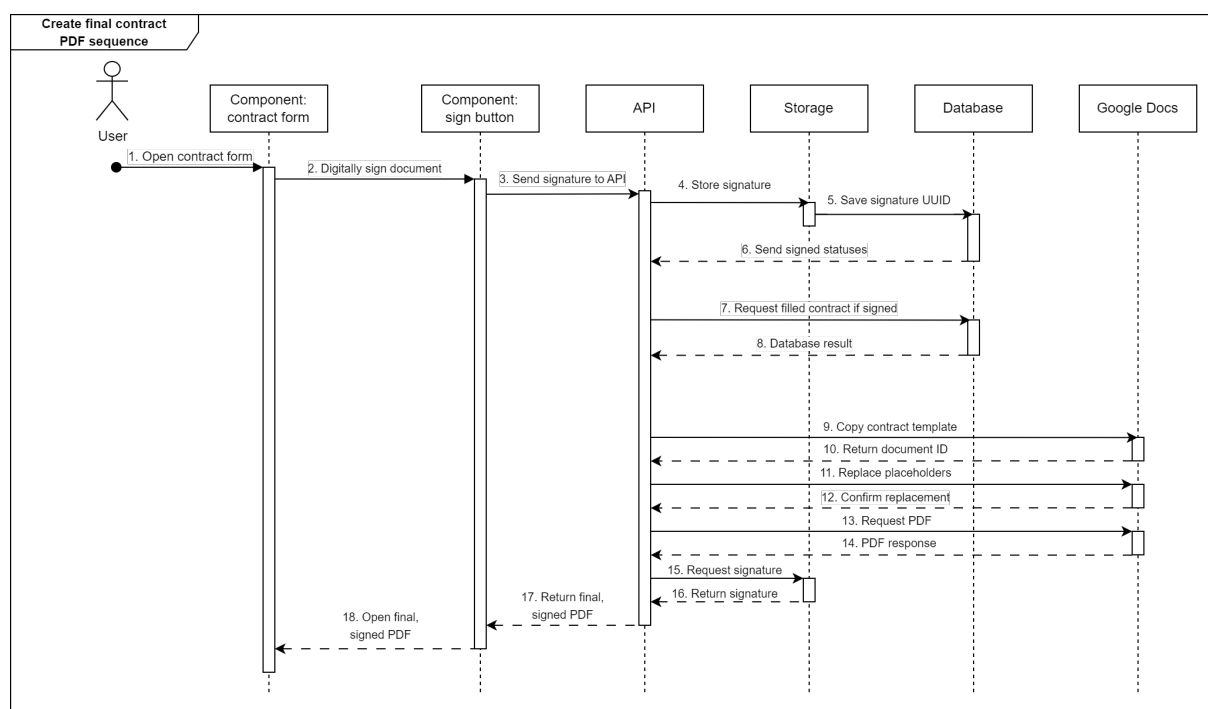 Create final contract
PDF sequence
User
Component:
contract form
Component:
sign button
API
Storage
Database
Google Docs
1. Open contract form
2. Digitally sign document
3. Send signature to API
4. Store signature
5. Save signature UUID
6. Send signed statuses
7. Request filled contract if signed
8. Database result
9. Copy contract template
10. Return document ID
11. Replace placeholders
12. Confirm replacement
13. Request PDF
14. PDF response
15. Request signature
16. Return signature
17. Return final,
signed PDF
18. Open final,
signed PDF